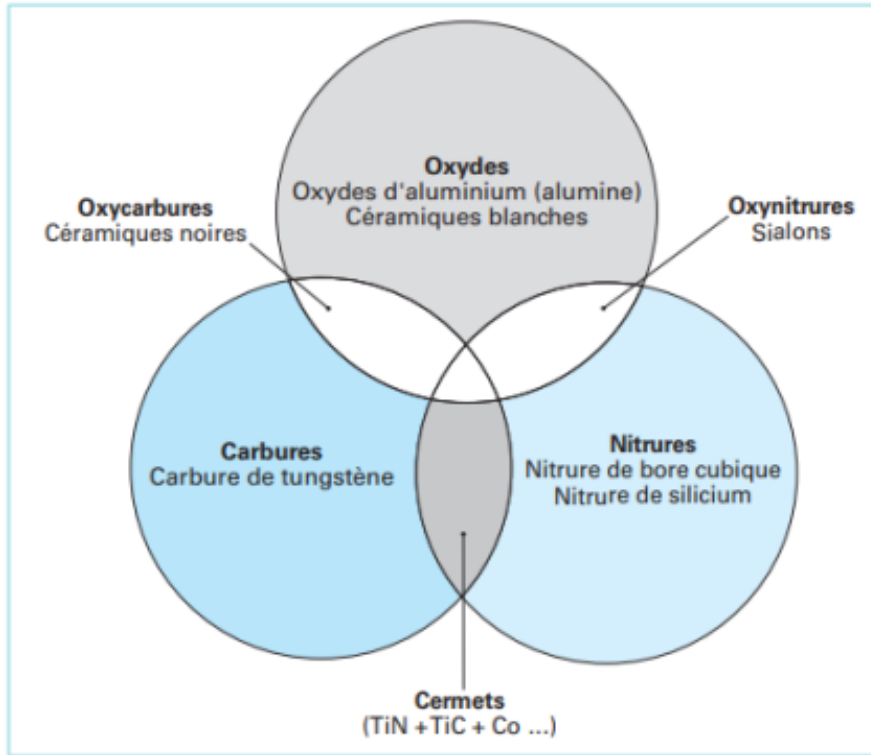 Oxydes
Oxydes d'aluminium (alumine)
Céramiques blanches
Oxycarbures
Céramiques noires
Oxynitrures
Sialons
Carbures
Carbure de tungstène
Nitrures
Nitrure de bore cubique
Nitrure de silicium
Cermets
(TiN + TiC + Co ...)